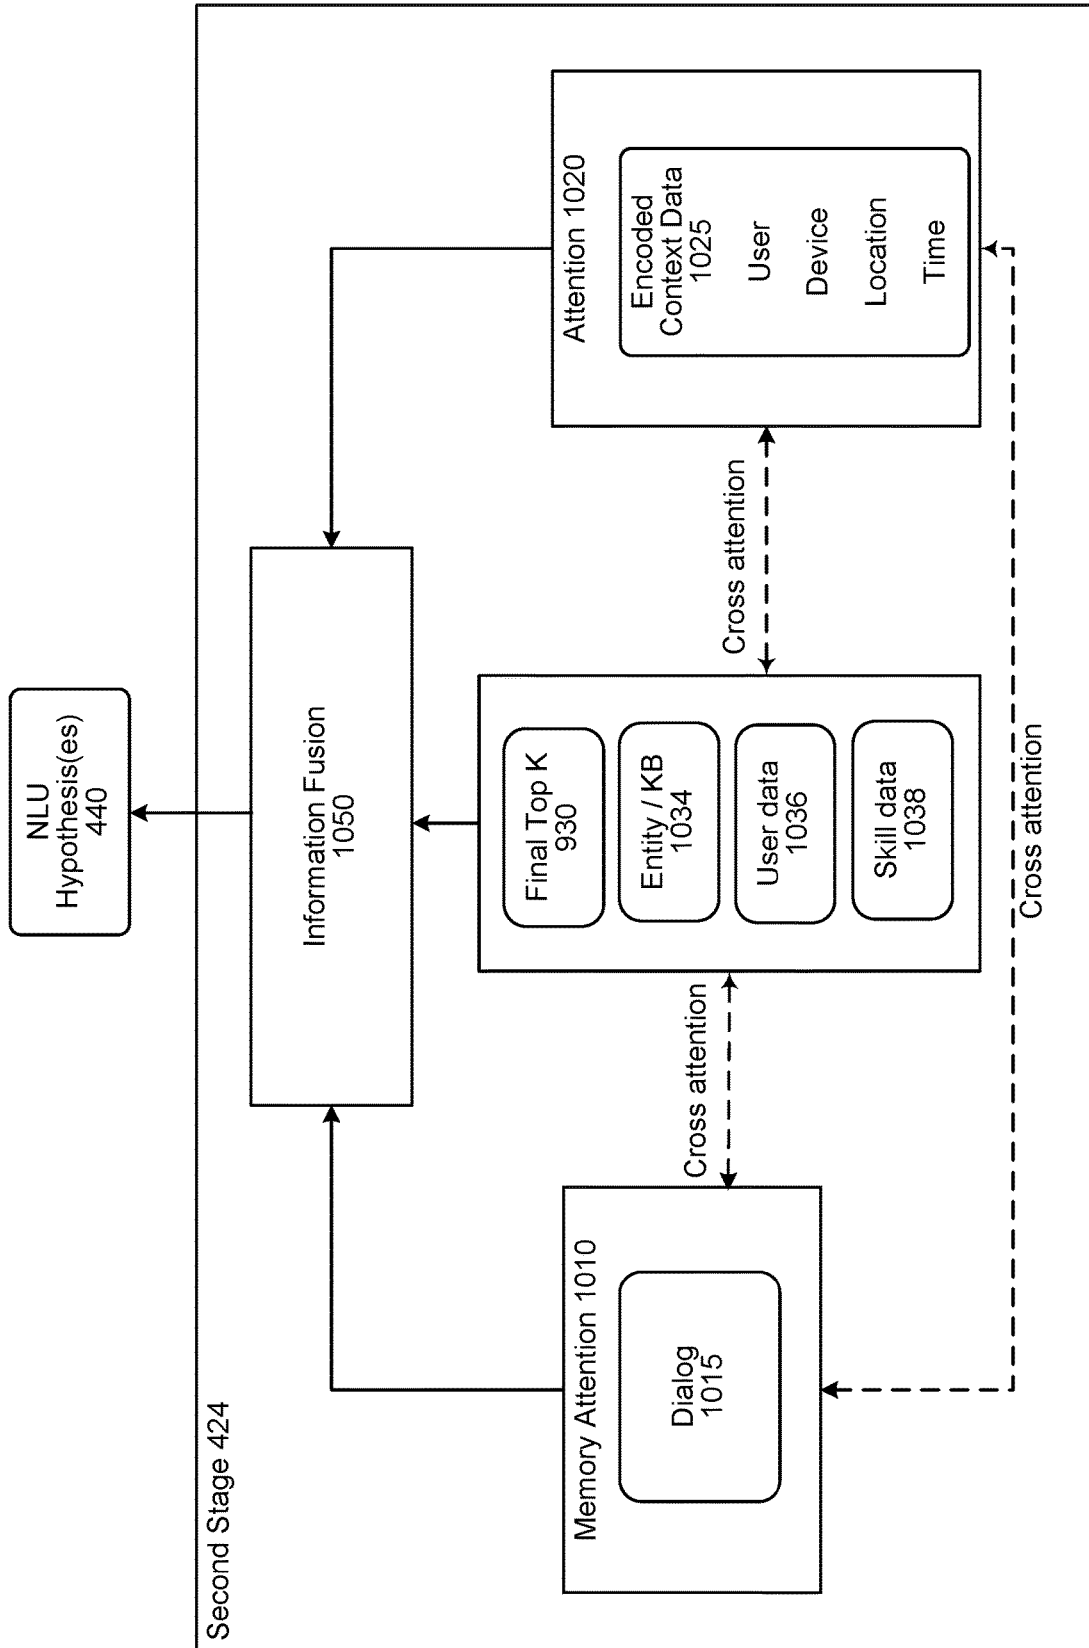 NLU
Hypothesis(es)
440
Second Stage 424
Information Fusion
1050
Memory Attention 1010
Dialog
1015
Cross attention
Final Top K
930
Entity / KB
1034
User data
1036
Skill data
1038
Cross attention
Attention 1020
Encoded
Context Data
1025
User
Device
Location
Time
Cross attention